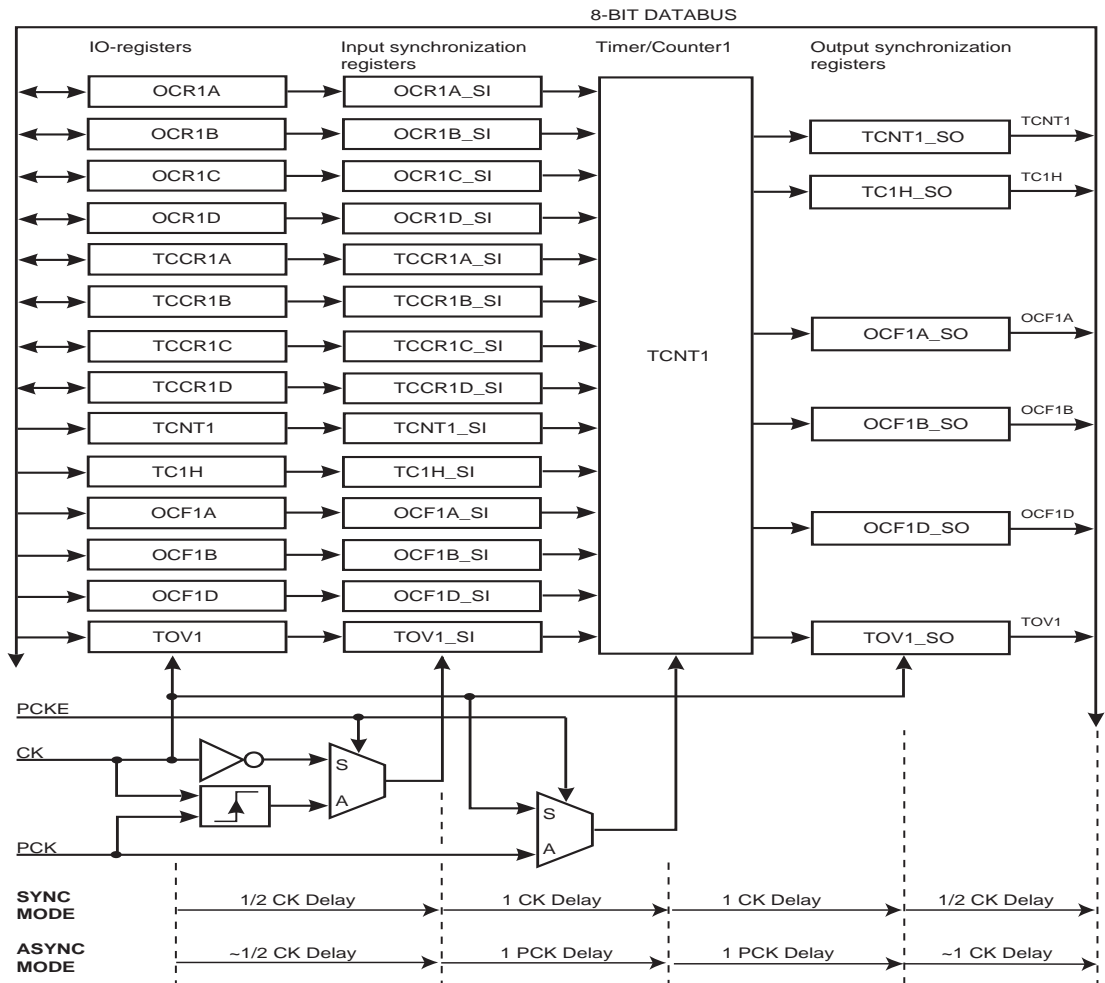 8-BIT DATABUS
IO-registers
Input synchronization
registers
Timer/Counter1
Output synchronization
registers
OCR1A
OCR1A_SI
OCR1B
OCR1B_SI
OCR1C
OCR1C_SI
OCR1D
OCR1D_SI
TCCR1A
TCCR1A_SI
TCCR1B
TCCR1B_SI
TCCR1C
TCCR1C_SI
TCCR1D
TCCR1D_SI
TCNT1
TCNT1_SI
TC1H
TC1H_SI
OCF1A
OCF1A_SI
OCF1B
OCF1B_SI
OCF1D
OCF1D_SI
TOV1
TOV1_SI
TCNT1
TCNT1_SO
TCNT1
TC1H_SO
TC1H
OCF1A_SO
OCF1A
OCF1B_SO
OCF1B
OCF1D_SO
OCF1D
TOV1_SO
TOV1
PCKE
CK
PCK
S
A
S
A
SYNC
MODE
1/2 CK Delay
1 CK Delay
1 CK Delay
1/2 CK Delay
ASYNC
MODE
~1/2 CK Delay
1 PCK Delay
1 PCK Delay
~1 CK Delay